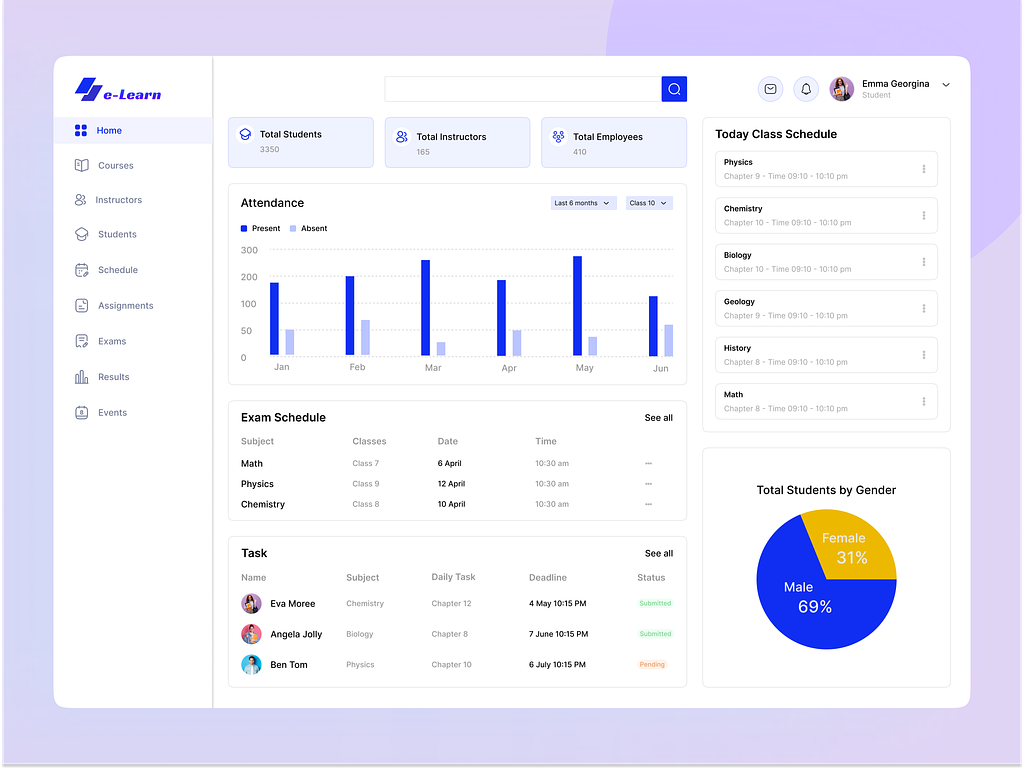 e-Learn
Home
Courses
Instructors
Students
Schedule
Assignments
Exams
Results
Events
Emma Georgina
Student
Total Students
3350
Total Instructors
165
Total Employees
410
Attendance
Last 6 months
Class 10
Present Absent
300
200
100
50
0
Jan Feb Mar Apr May Jun
Exam Schedule See all
Subject Classes Date Time
Math Class 7 6 April 10:30 am
Physics Class 9 12 April 10:30 am
Chemistry Class 8 10 April 10:30 am
Task See all
Name Subject Daily Task Deadline Status
Eva Moree Chemistry Chapter 12 4 May 10:15 PM Submitted
Angela Jolly Biology Chapter 8 7 June 10:15 PM Submitted
Ben Tom Physics Chapter 10 6 July 10:15 PM Pending
Today Class Schedule
Physics
Chapter 9 - Time 09:10 - 10:10 pm
Chemistry
Chapter 10 - Time 09:10 - 10:10 pm
Biology
Chapter 10 - Time 09:10 - 10:10 pm
Geology
Chapter 9 - Time 09:10 - 10:10 pm
History
Chapter 8 - Time 09:10 - 10:10 pm
Math
Chapter 8 - Time 09:10 - 10:10 pm
Total Students by Gender
Female
31%
Male
69%